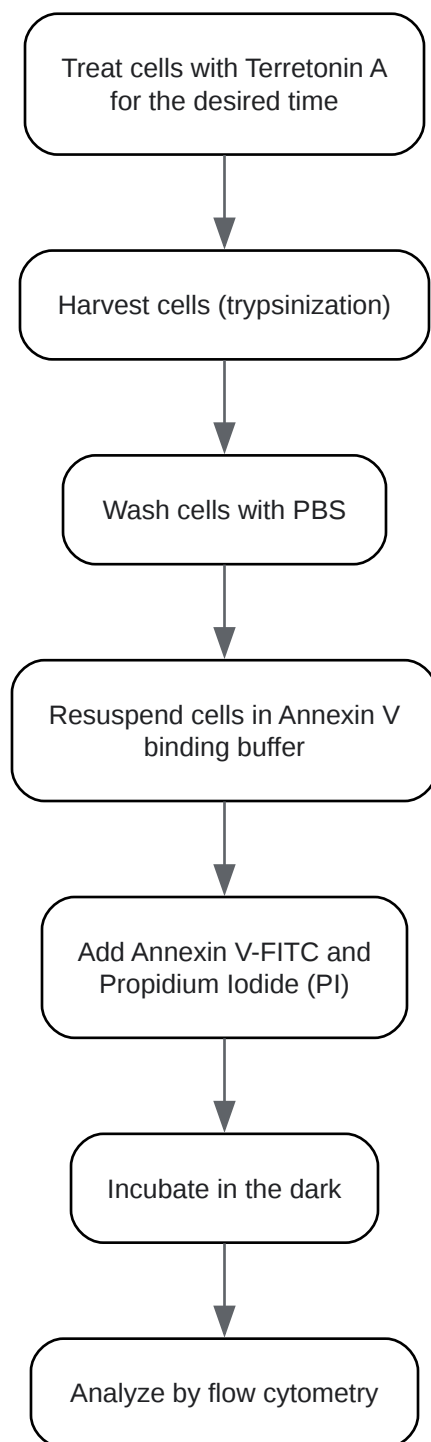 Treat cells with Terretonin A
for the desired time
Harvest cells (trypsinization)
Wash cells with PBS
Resuspend cells in Annexin V
binding buffer
Add Annexin V-FITC and
Propidium Iodide (PI)
Incubate in the dark
Analyze by flow cytometry